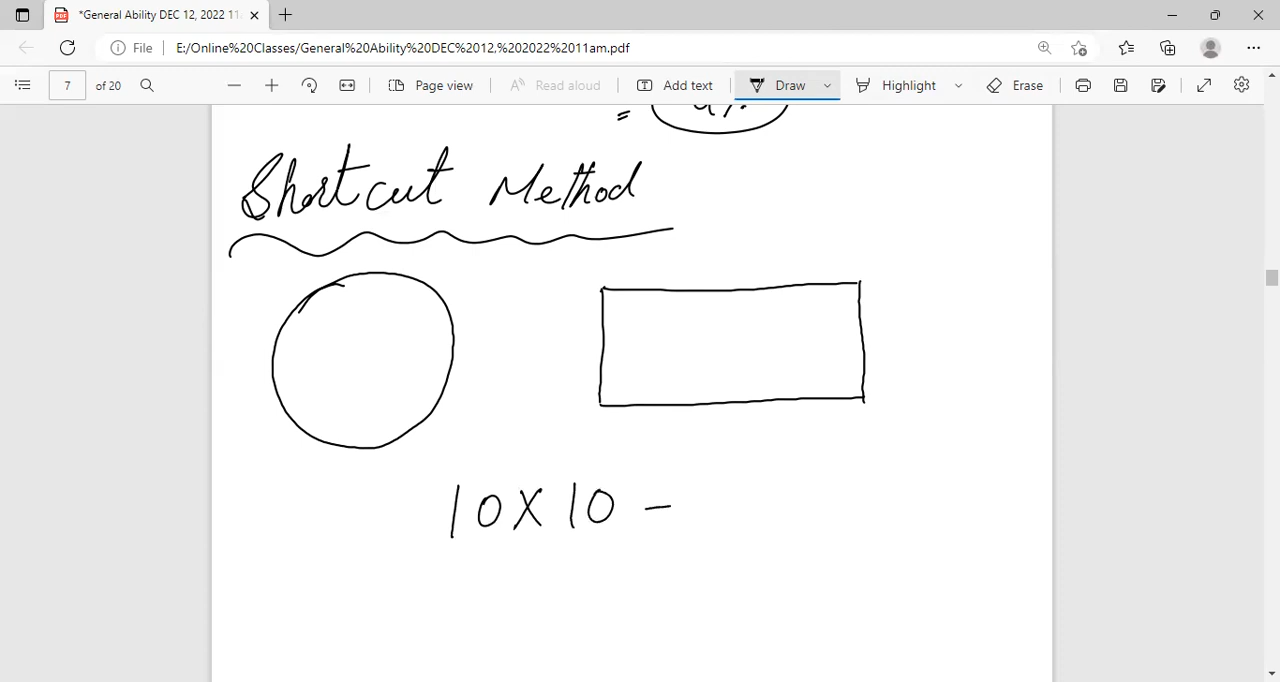 *General Ability DEC 12, 2022 11
File E:/Online%20Classes/General%20Ability%20DEC%2012,%202022%2011am.pdf
7 of 20 Page view Read aloud Add text Draw Highlight Erase
=
Shortcut Method
10 X 10 -